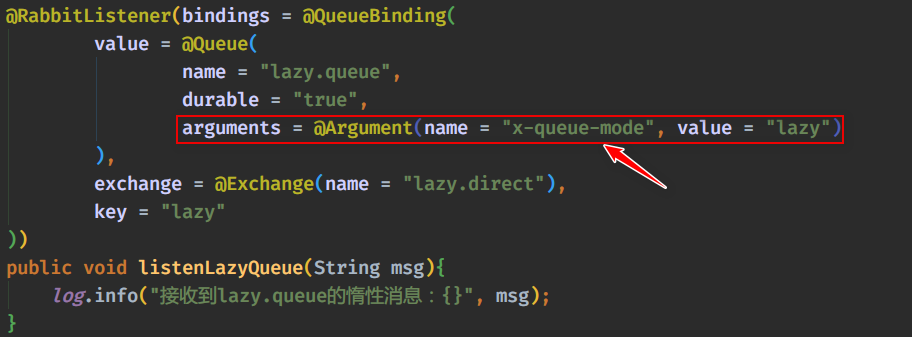 @RabbitListener(bindings = @QueueBinding(
value = @Queue(
name = "lazy.queue",
durable = "true",
arguments = @Argument(name = "x-queue-mode", value = "lazy")
),
exchange = @Exchange(name = "lazy.direct"),
key = "lazy"
))
public void listenLazyQueue(String msg){
log.info("接收到lazy.queue的惰性消息：{}", msg);
}